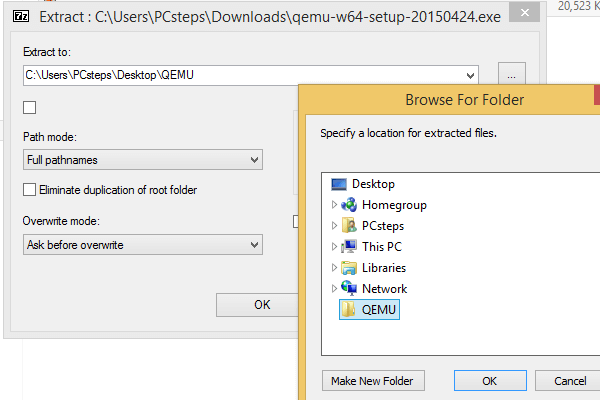 20,523 K
7z Extract : C:\Users\PCsteps\Downloads\qemu-w64-setup-20150424.exe
Extract to:
C:\Users\PCsteps\Desktop\QEMU
...
Path mode:
Full pathnames
Eliminate duplication of root folder
Overwrite mode:
Ask before overwrite
OK
Browse For Folder
Specify a location for extracted files.
Desktop
Homegroup
PCsteps
This PC
Libraries
Network
QEMU
Make New Folder
OK
Cancel